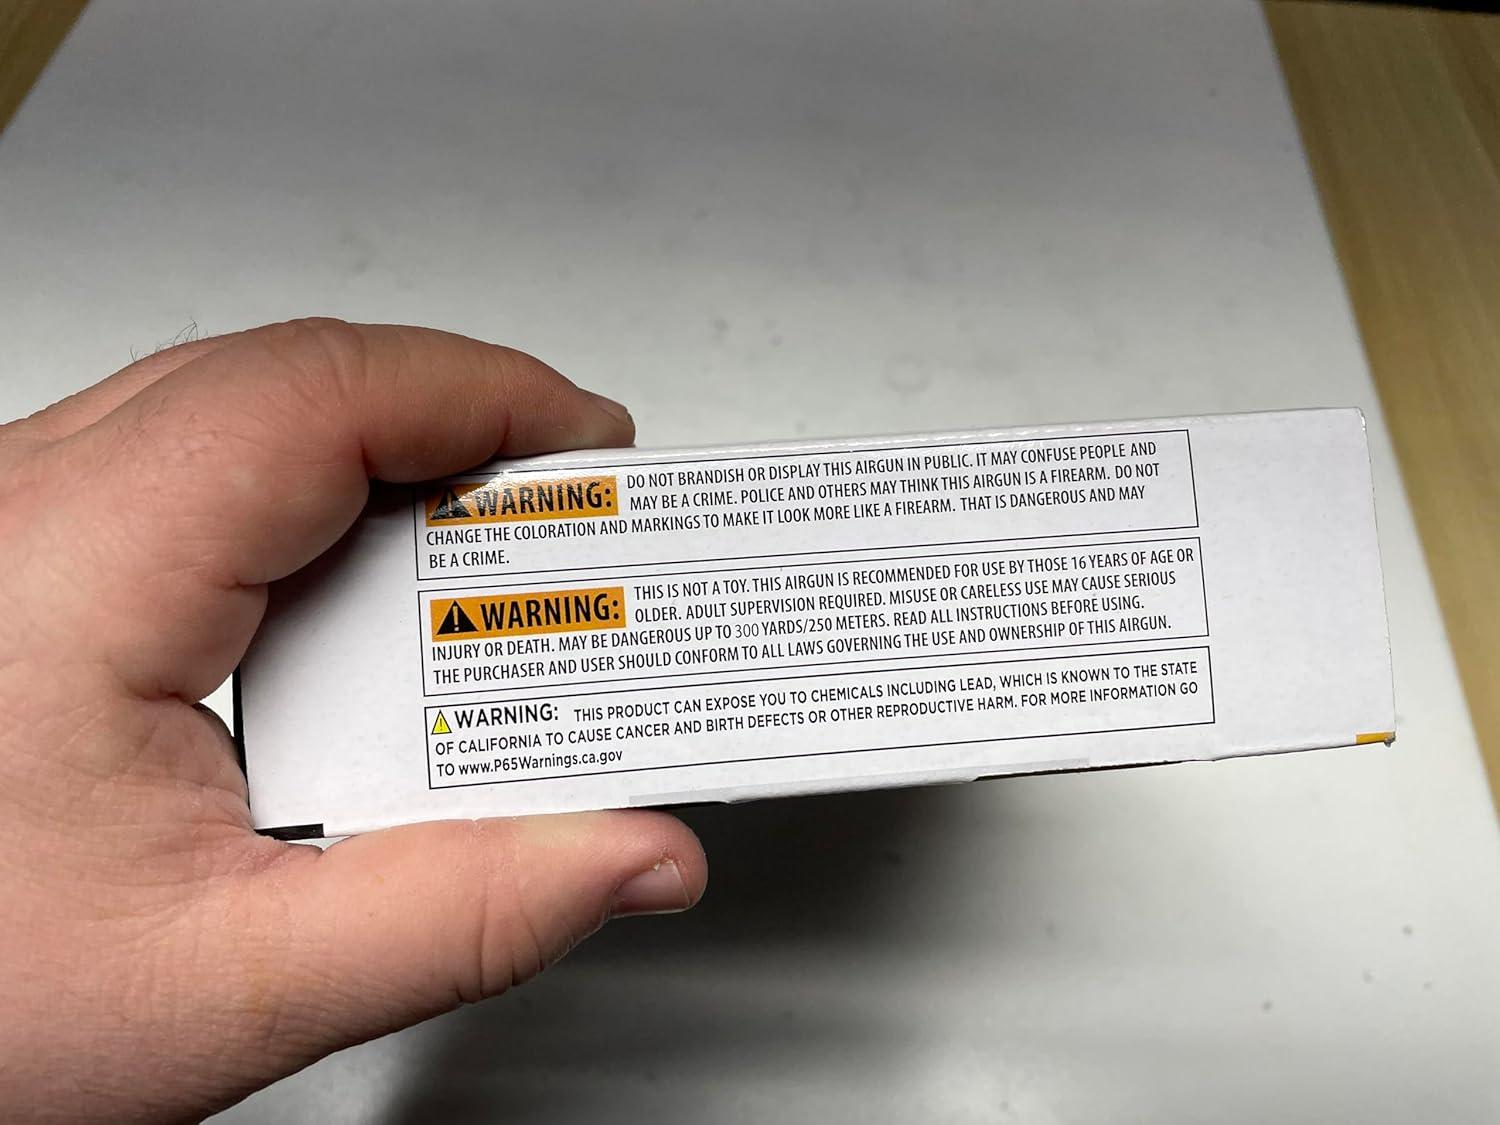 WARNING: DO NOT BRANDISH OR DISPLAY THIS AIRGUN IN PUBLIC. IT MAY CONFUSE PEOPLE AND
MAY BE A CRIME. POLICE AND OTHERS MAY THINK THIS AIRGUN IS A FIREARM. DO NOT
CHANGE THE COLORATION AND MARKINGS TO MAKE IT LOOK MORE LIKE A FIREARM. THAT IS DANGEROUS AND MAY
BE A CRIME.
WARNING: THIS IS NOT A TOY. THIS AIRGUN IS RECOMMENDED FOR USE BY THOSE 16 YEARS OF AGE OR
OLDER. ADULT SUPERVISION REQUIRED. MISUSE OR CARELESS USE MAY CAUSE SERIOUS
INJURY OR DEATH. MAY BE DANGEROUS UP TO 300 YARDS/250 METERS. READ ALL INSTRUCTIONS BEFORE USING.
THE PURCHASER AND USER SHOULD CONFORM TO ALL LAWS GOVERNING THE USE AND OWNERSHIP OF THIS AIRGUN.
WARNING: THIS PRODUCT CAN EXPOSE YOU TO CHEMICALS INCLUDING LEAD, WHICH IS KNOWN TO THE STATE
OF CALIFORNIA TO CAUSE CANCER AND BIRTH DEFECTS OR OTHER REPRODUCTIVE HARM. FOR MORE INFORMATION GO
TO www.P65Warnings.ca.gov